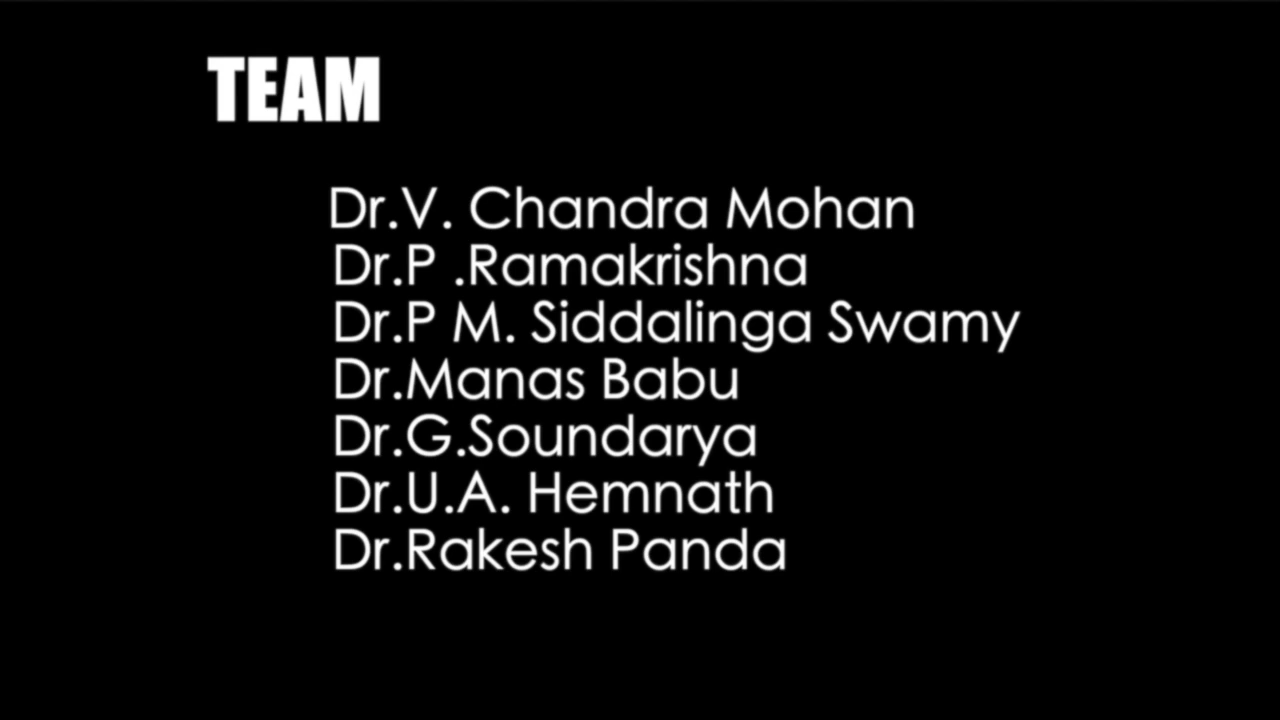 TEAM
Dr.V. Chandra Mohan
Dr.P .Ramakrishna
Dr.P M. Siddalinga Swamy
Dr.Manas Babu
Dr.G.Soundarya
Dr.U.A. Hemnath
Dr.Rakesh Panda